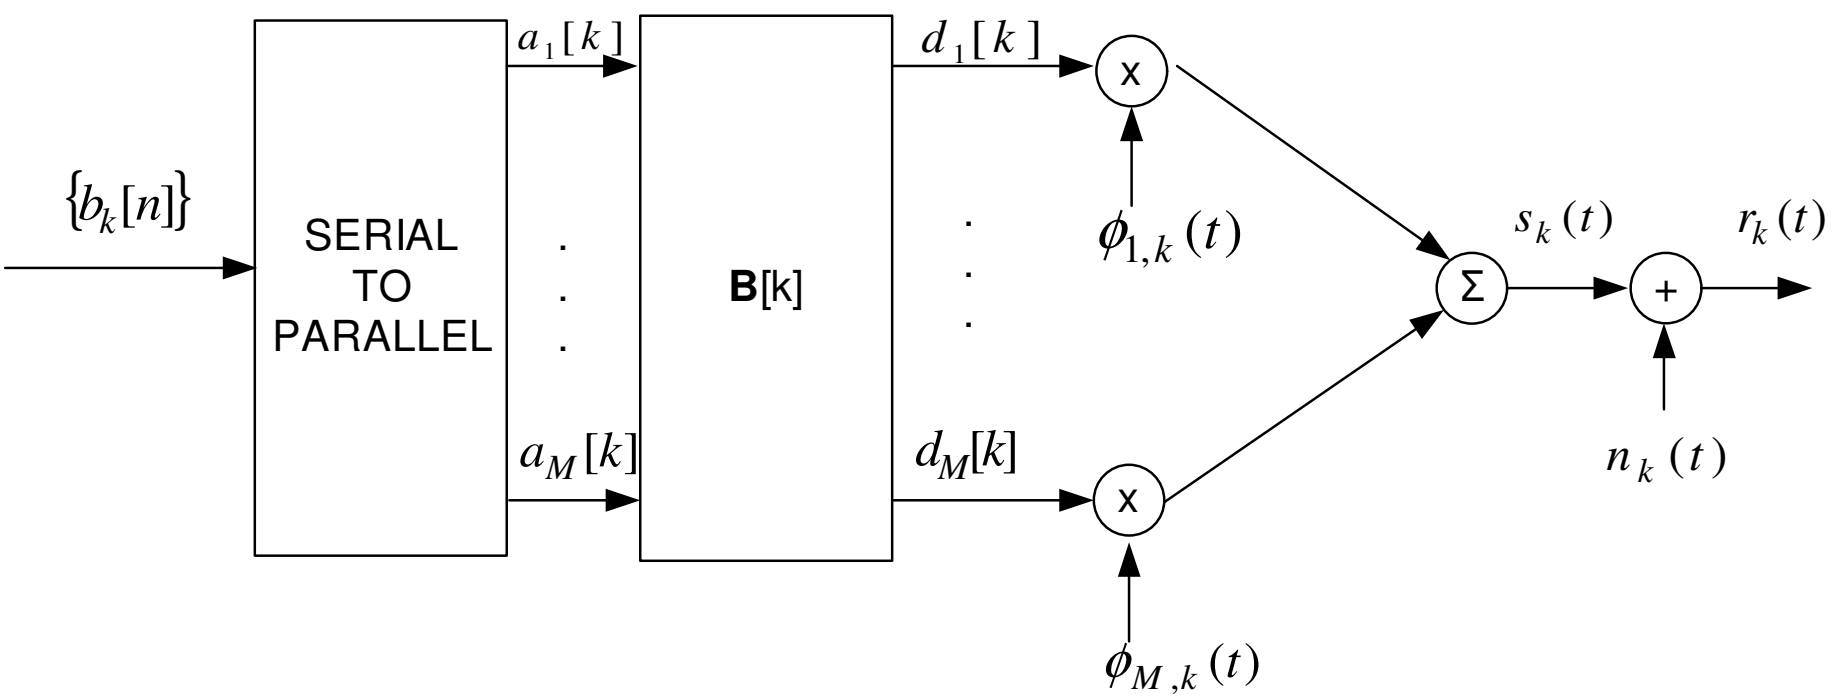 {b_k[n]}
SERIAL
TO
PARALLEL
a_1[k]
.
.
.
a_M[k]
B[k]
d_1[k]
.
.
.
d_M[k]
x
ϕ_{1,k}(t)
x
ϕ_{M,k}(t)
Σ
s_k(t)
+
n_k(t)
r_k(t)